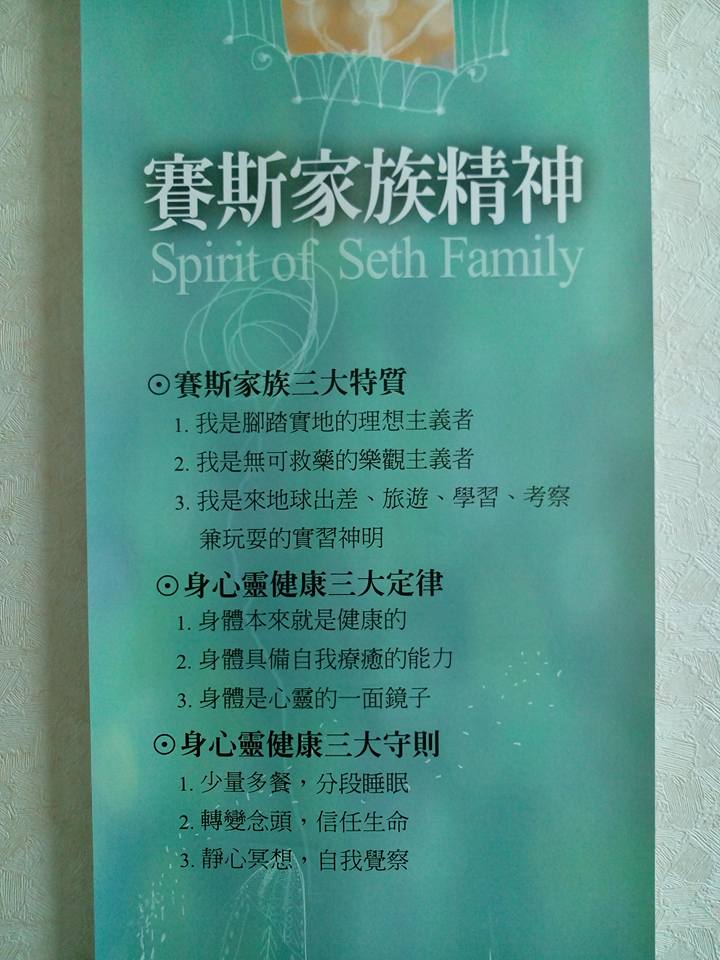 賽斯家族精神
Spirit of Seth Family
⊙賽斯家族三大特質
1. 我是腳踏實地的理想主義者
2. 我是無可救藥的樂觀主義者
3. 我是來地球出差、旅遊、學習、考察
兼玩耍的實習神明
⊙身心靈健康三大定律
1. 身體本來就是健康的
2. 身體具備自我療癒的能力
3. 身體是心靈的一面鏡子
⊙身心靈健康三大守則
1. 少量多餐，分段睡眠
2. 轉變念頭，信任生命
3. 靜心冥想，自我覺察